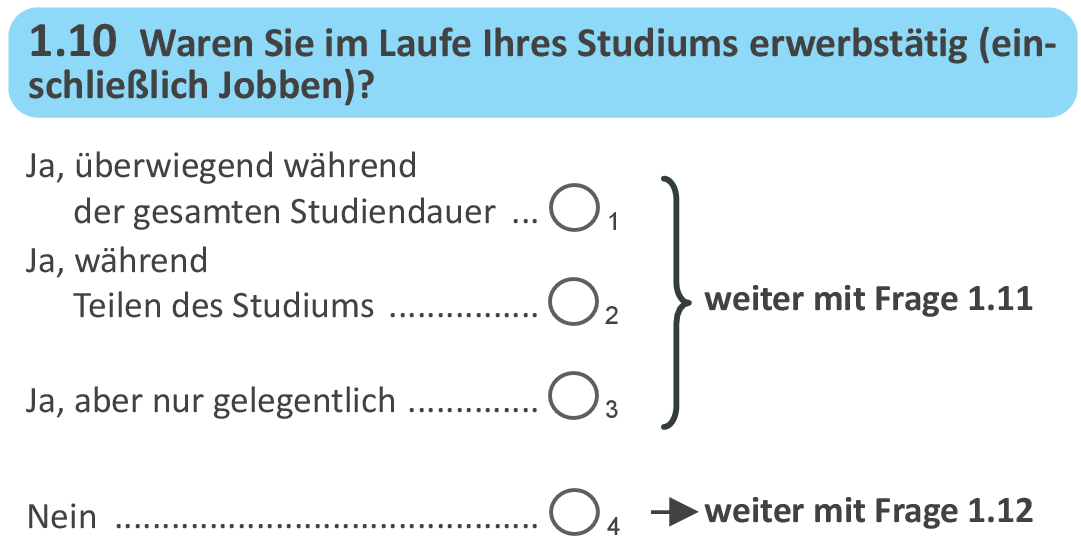 1.10 Waren Sie im Laufe Ihres Studiums erwerbstätig (ein-
schließlich Jobben)?
Ja, überwiegend während
der gesamten Studiendauer ... 1
Ja, während
Teilen des Studiums ................ 2
weiter mit Frage 1.11
Ja, aber nur gelegentlich .............. 3
Nein ............................................. 4 weiter mit Frage 1.12